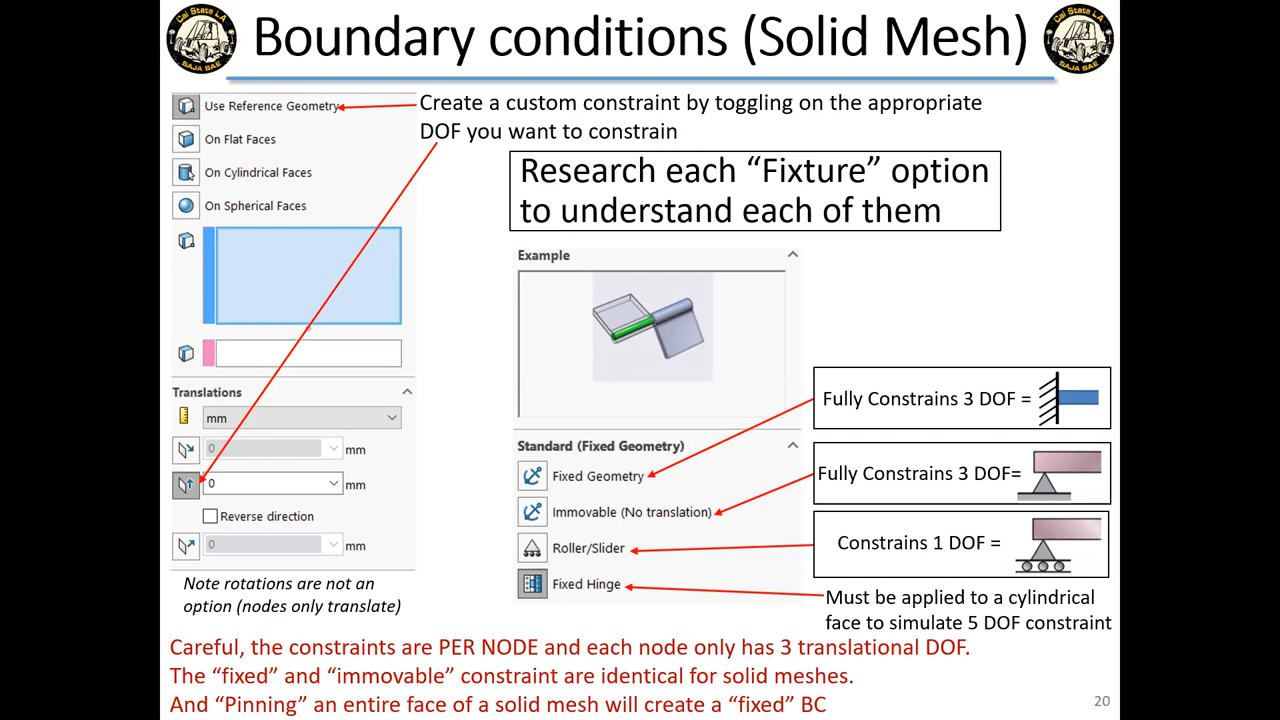 Cal State LA
BAJA SAE
Boundary conditions (Solid Mesh)
Cal State LA
BAJA SAE
Use Reference Geometry
On Flat Faces
On Cylindrical Faces
On Spherical Faces
Translations
mm
0 mm
0 mm
Reverse direction
0 mm
Note rotations are not an
option (nodes only translate)
Create a custom constraint by toggling on the appropriate
DOF you want to constrain
Research each “Fixture” option
to understand each of them
Example
Standard (Fixed Geometry)
Fixed Geometry
Immovable (No translation)
Roller/Slider
Fixed Hinge
Fully Constrains 3 DOF =
Fully Constrains 3 DOF=
Constrains 1 DOF =
Must be applied to a cylindrical
face to simulate 5 DOF constraint
Careful, the constraints are PER NODE and each node only has 3 translational DOF.
The “fixed” and “immovable” constraint are identical for solid meshes.
And “Pinning” an entire face of a solid mesh will create a “fixed” BC
20